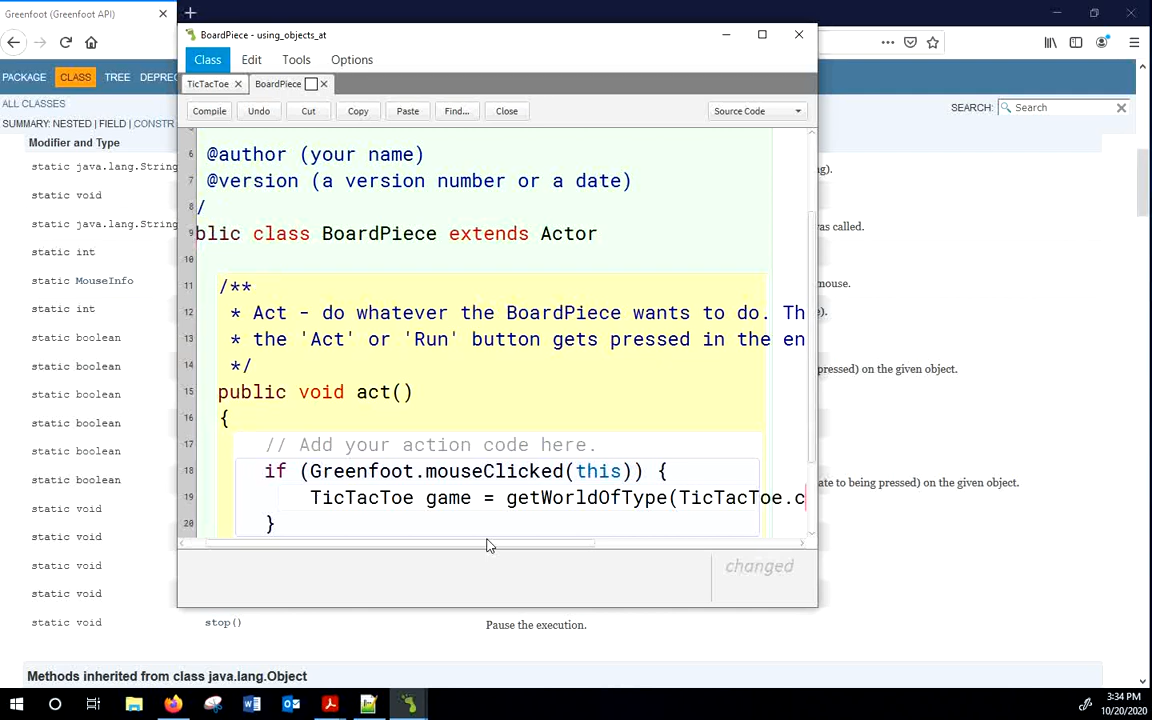 Greenfoot (Greenfoot API)
BoardPiece - using_objects_at
Class Edit Tools Options
TicTacToe BoardPiece
Compile Undo Cut Copy Paste Find... Close Source Code
PACKAGE CLASS TREE DEPREC
ALL CLASSES
SEARCH: Search
SUMMARY: NESTED | FIELD | CONSTR
Modifier and Type
static java.lang.String
static void
static java.lang.String
static int
static MouseInfo
static int
static boolean
static boolean
static boolean
static boolean
static boolean
static boolean
static void
static void
static void
static void
static void
6 @author (your name)
7 @version (a version number or a date)
8 /
9 blic class BoardPiece extends Actor
10
11 /**
12 * Act - do whatever the BoardPiece wants to do. Th
13 * the 'Act' or 'Run' button gets pressed in the en
14 */
15 public void act()
16 {
17 // Add your action code here.
18 if (Greenfoot.mouseClicked(this)) {
19 TicTacToe game = getWorldOfType(TicTacToe.c
20 }
changed
g).
as called.
mouse.
e).
pressed) on the given object.
ate to being pressed) on the given object.
stop() Pause the execution.
Methods inherited from class java.lang.Object
3:34 PM
10/20/2020